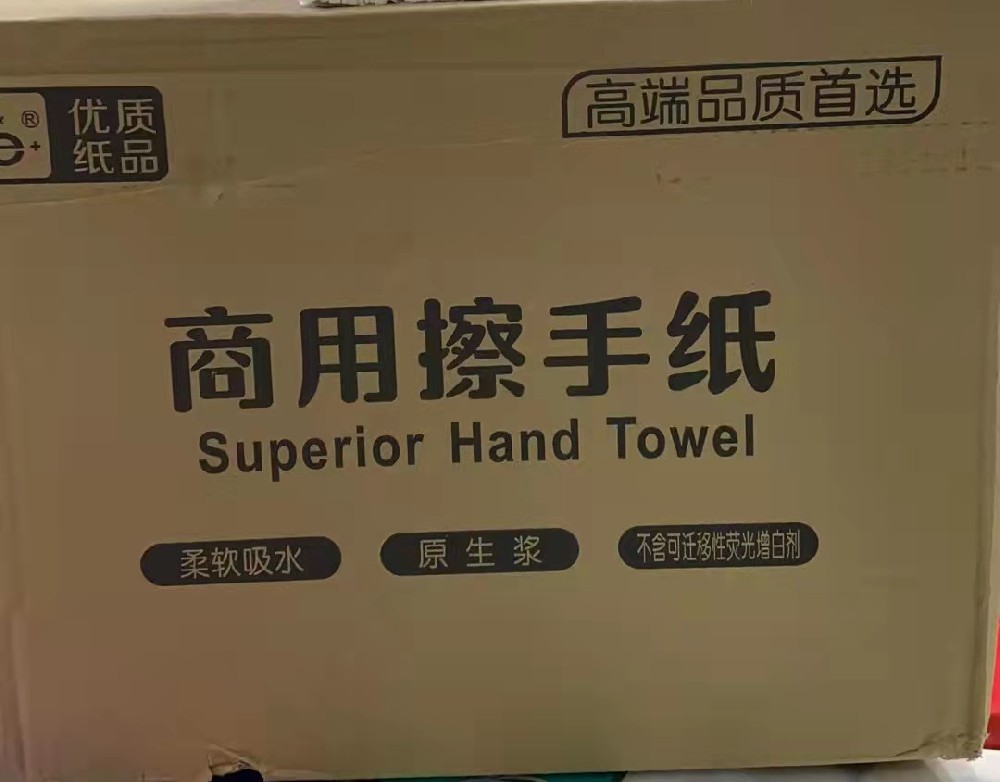 ®
优质
纸品
高端品质首选
商用擦手纸
Superior Hand Towel
柔软吸水
原生浆
不含可迁移性荧光增白剂